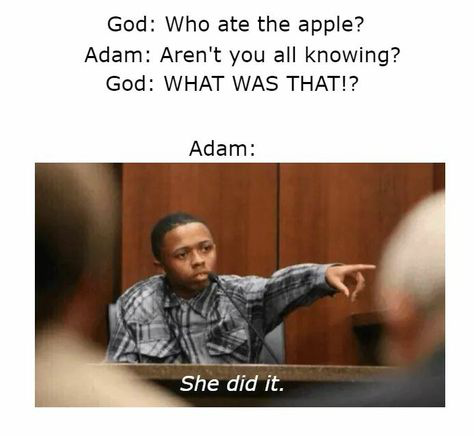 God: Who ate the apple?
Adam: Aren't you all knowing?
God: WHAT WAS THAT!?
Adam:
She did it.